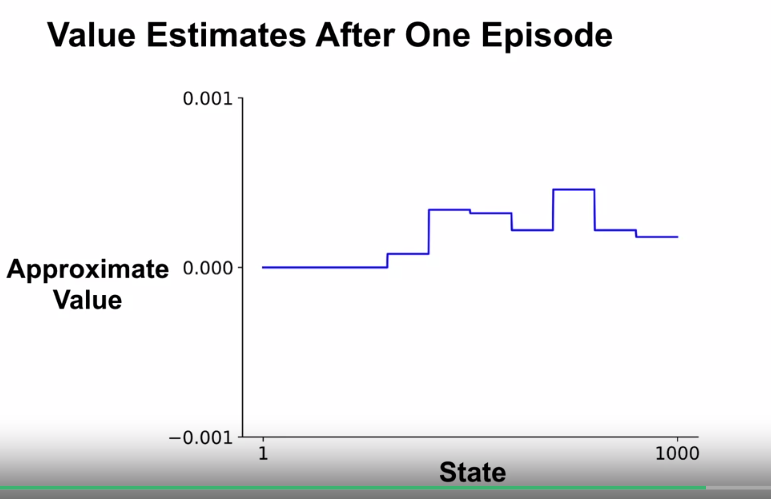 Value Estimates After One Episode
0.001
Approximate
Value
0.000
−0.001
1
1000
State